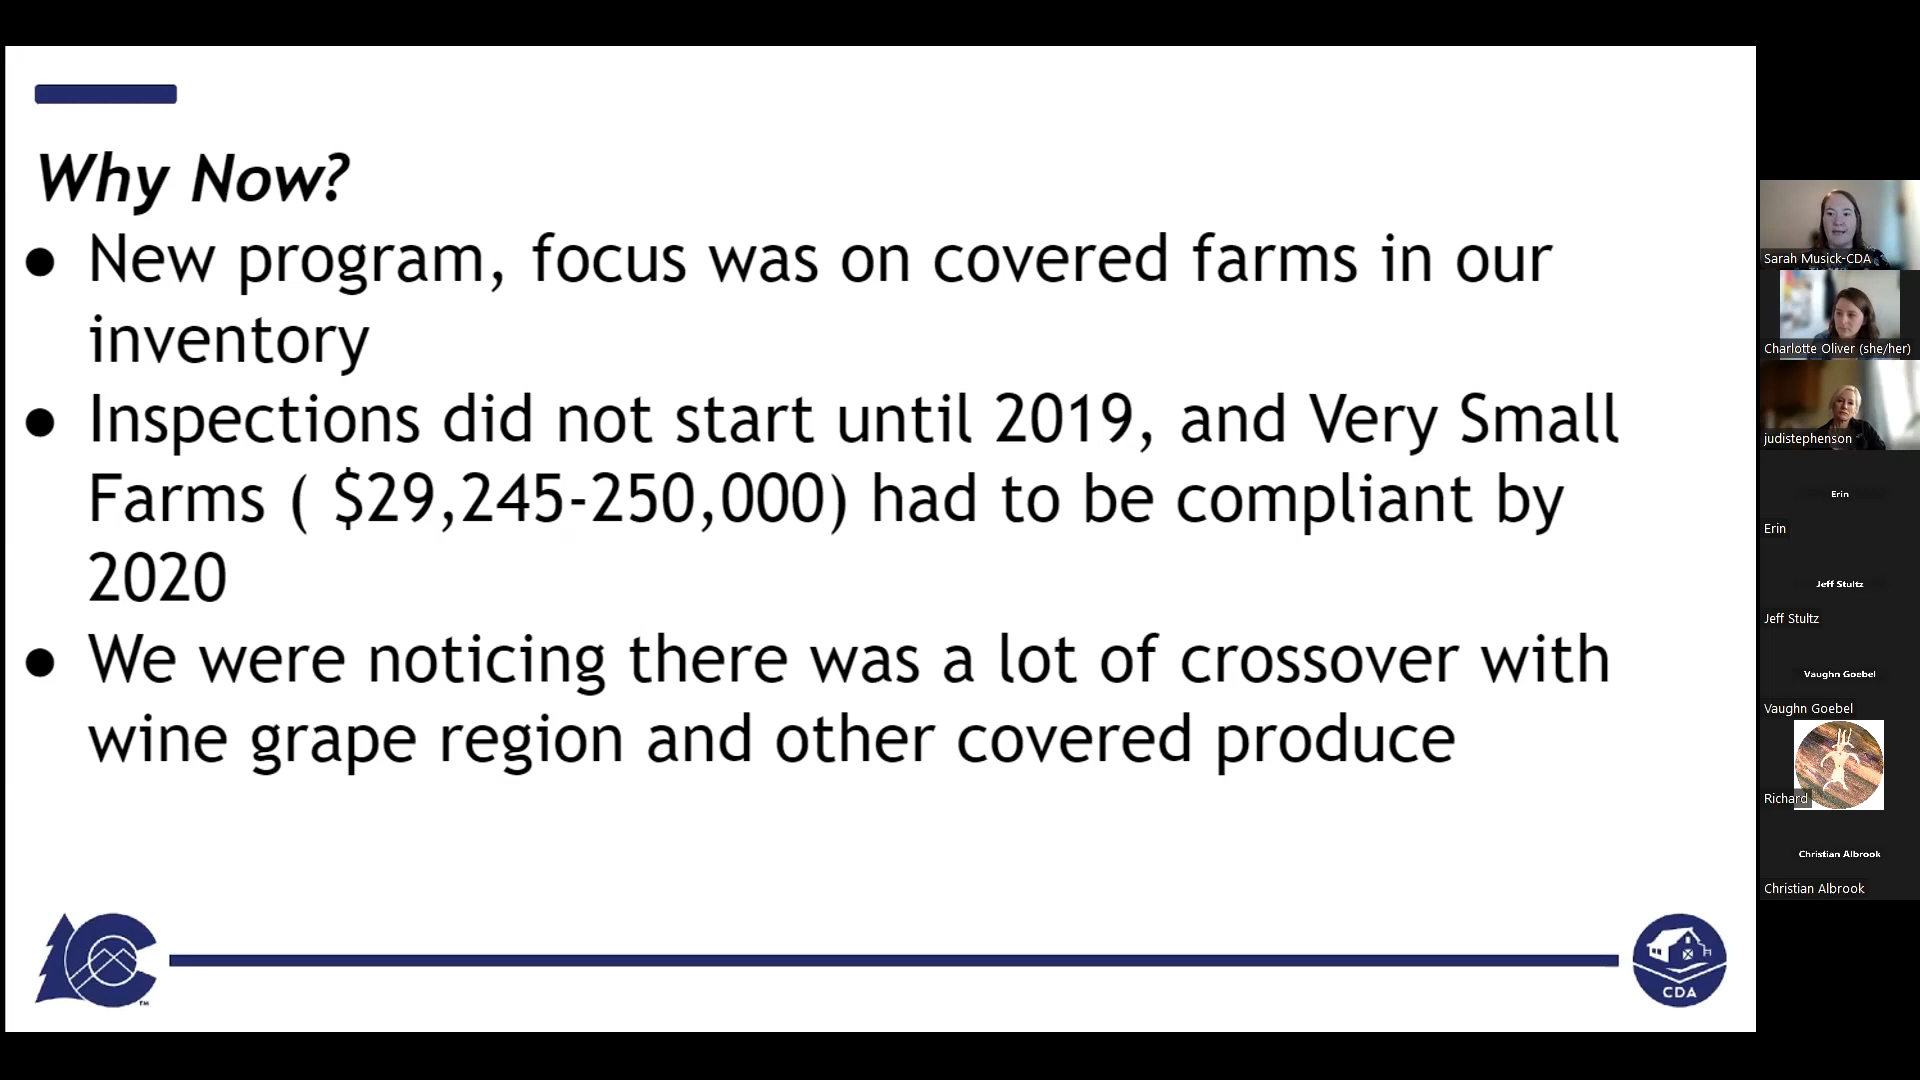 Why Now?
● New program, focus was on covered farms in our
inventory
● Inspections did not start until 2019, and Very Small
Farms ( $29,245-250,000) had to be compliant by
2020
● We were noticing there was a lot of crossover with
wine grape region and other covered produce
TM
CDA
Sarah Musick-CDA
Charlotte Oliver (she/her)
judistephenson
Erin
Erin
Jeff Stultz
Jeff Stultz
Vaughn Goebel
Vaughn Goebel
Richard
Christian Albrook
Christian Albrook